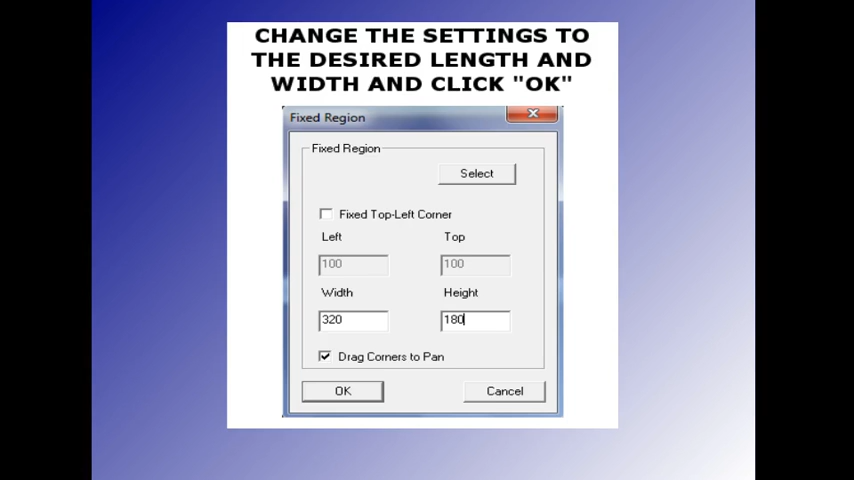 CHANGE THE SETTINGS TO
THE DESIRED LENGTH AND
WIDTH AND CLICK "OK"
Fixed Region
Fixed Region
Select
Fixed Top-Left Corner
Left Top
100 100
Width Height
320 180
Drag Corners to Pan
OK Cancel